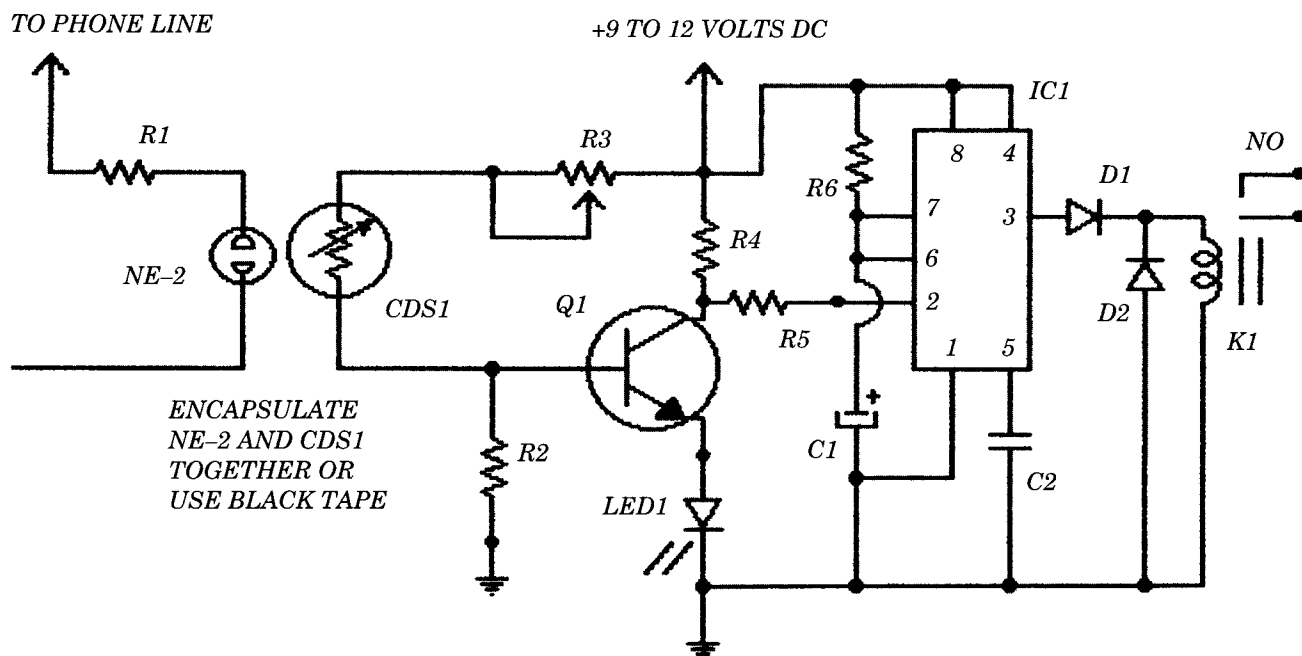 TO PHONE LINE
+9 TO 12 VOLTS DC
IC1
R1
R3
8
4
NO
R6
D1
7
3
R4
6
NE–2
CDS1
Q1
2
R5
D2
1
5
K1
ENCAPSULATE
NE–2 AND CDS1
TOGETHER OR
USE BLACK TAPE
+
C1
R2
C2
LED1